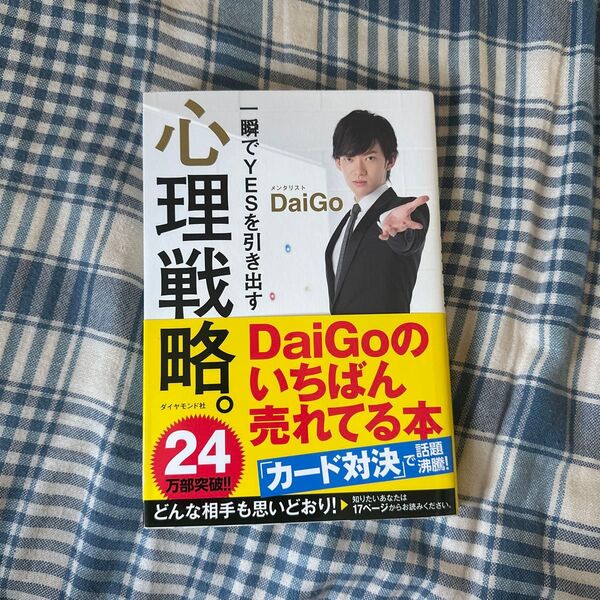 一瞬でYESを引き出す
心理戦略。
メンタリスト
DaiGo
ダイヤモンド社
DaiGoの
いちばん
売れてる本
24
万部突破!!
「カード対決」で話題沸騰!
どんな相手も思いどおり!▶知りたいあなたは
17ページからお読みください。